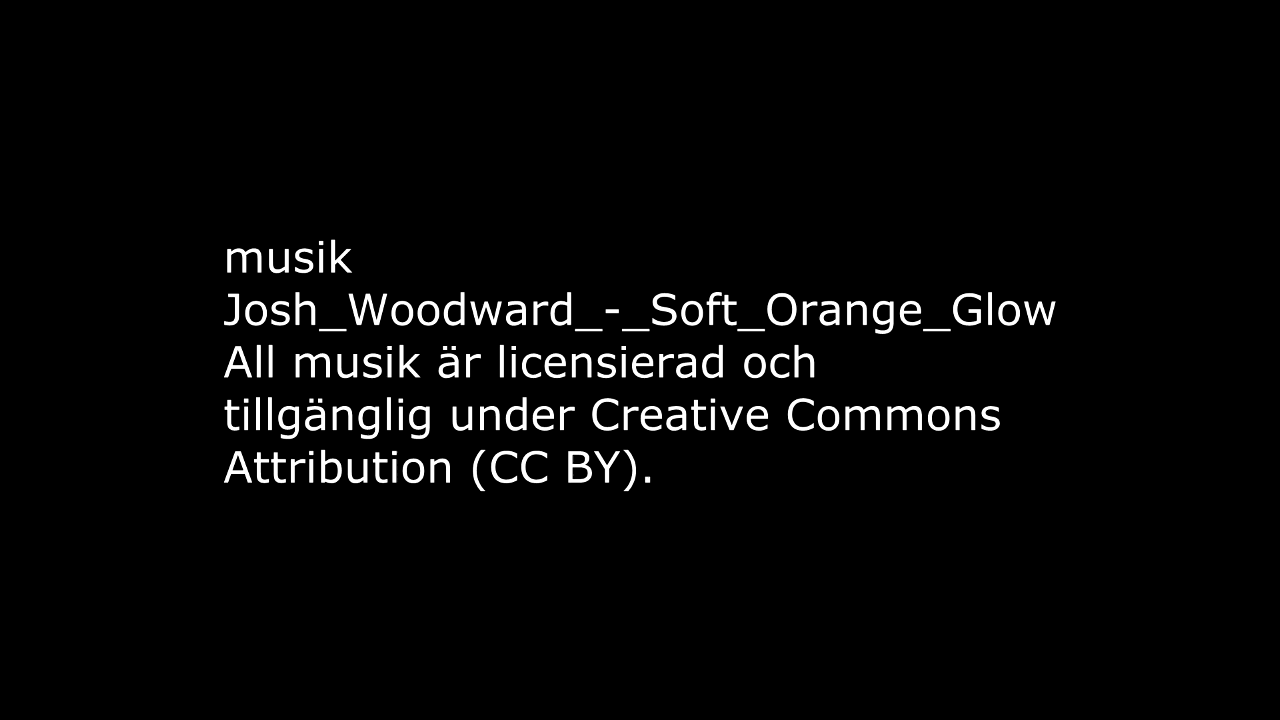 musik
Josh_Woodward_-_Soft_Orange_Glow
All musik är licensierad och
tillgänglig under Creative Commons
Attribution (CC BY).